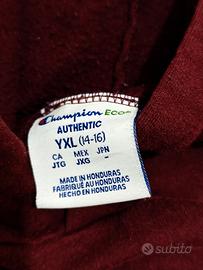 Champion ECO
AUTHENTIC
YXL (14-16)
CA MEX JPN
JTG JXG -
MADE IN HONDURAS
FABRIQUÉ AU HONDURAS
HECHO EN HONDURAS
subito